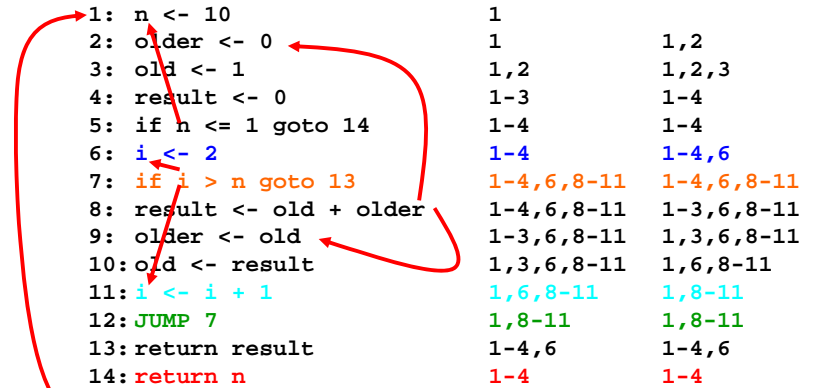 1: n <- 10 1
2: older <- 0 1 1,2
3: old <- 1 1,2 1,2,3
4: result <- 0 1-3 1-4
5: if n <= 1 goto 14 1-4 1-4
6: i <- 2 1-4 1-4,6
7: if i > n goto 13 1-4,6,8-11 1-4,6,8-11
8: result <- old + older 1-4,6,8-11 1-3,6,8-11
9: older <- old 1-3,6,8-11 1,3,6,8-11
10: old <- result 1,3,6,8-11 1,6,8-11
11: i <- i + 1 1,6,8-11 1,8-11
12: JUMP 7 1,8-11 1,8-11
13: return result 1-4,6 1-4,6
14: return n 1-4 1-4